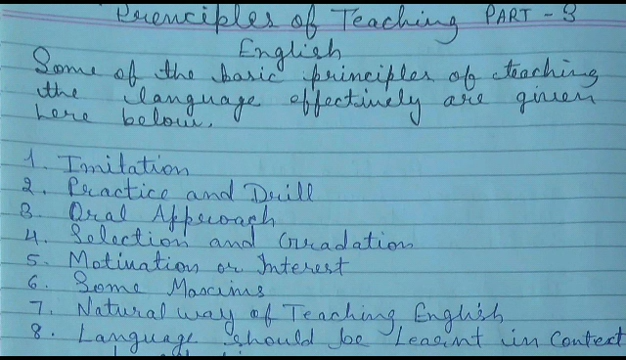 Principles of Teaching PART - 3
English
Some of the basic principles of teaching
the language effectively are given
here below.
1. Imitation
2. Practice and Drill
3. Oral Approach
4. Selection and Gradation
5. Motivation or Interest
6. Some Maxims
7. Natural way of Teaching English
8. Language should be Learnt in Context